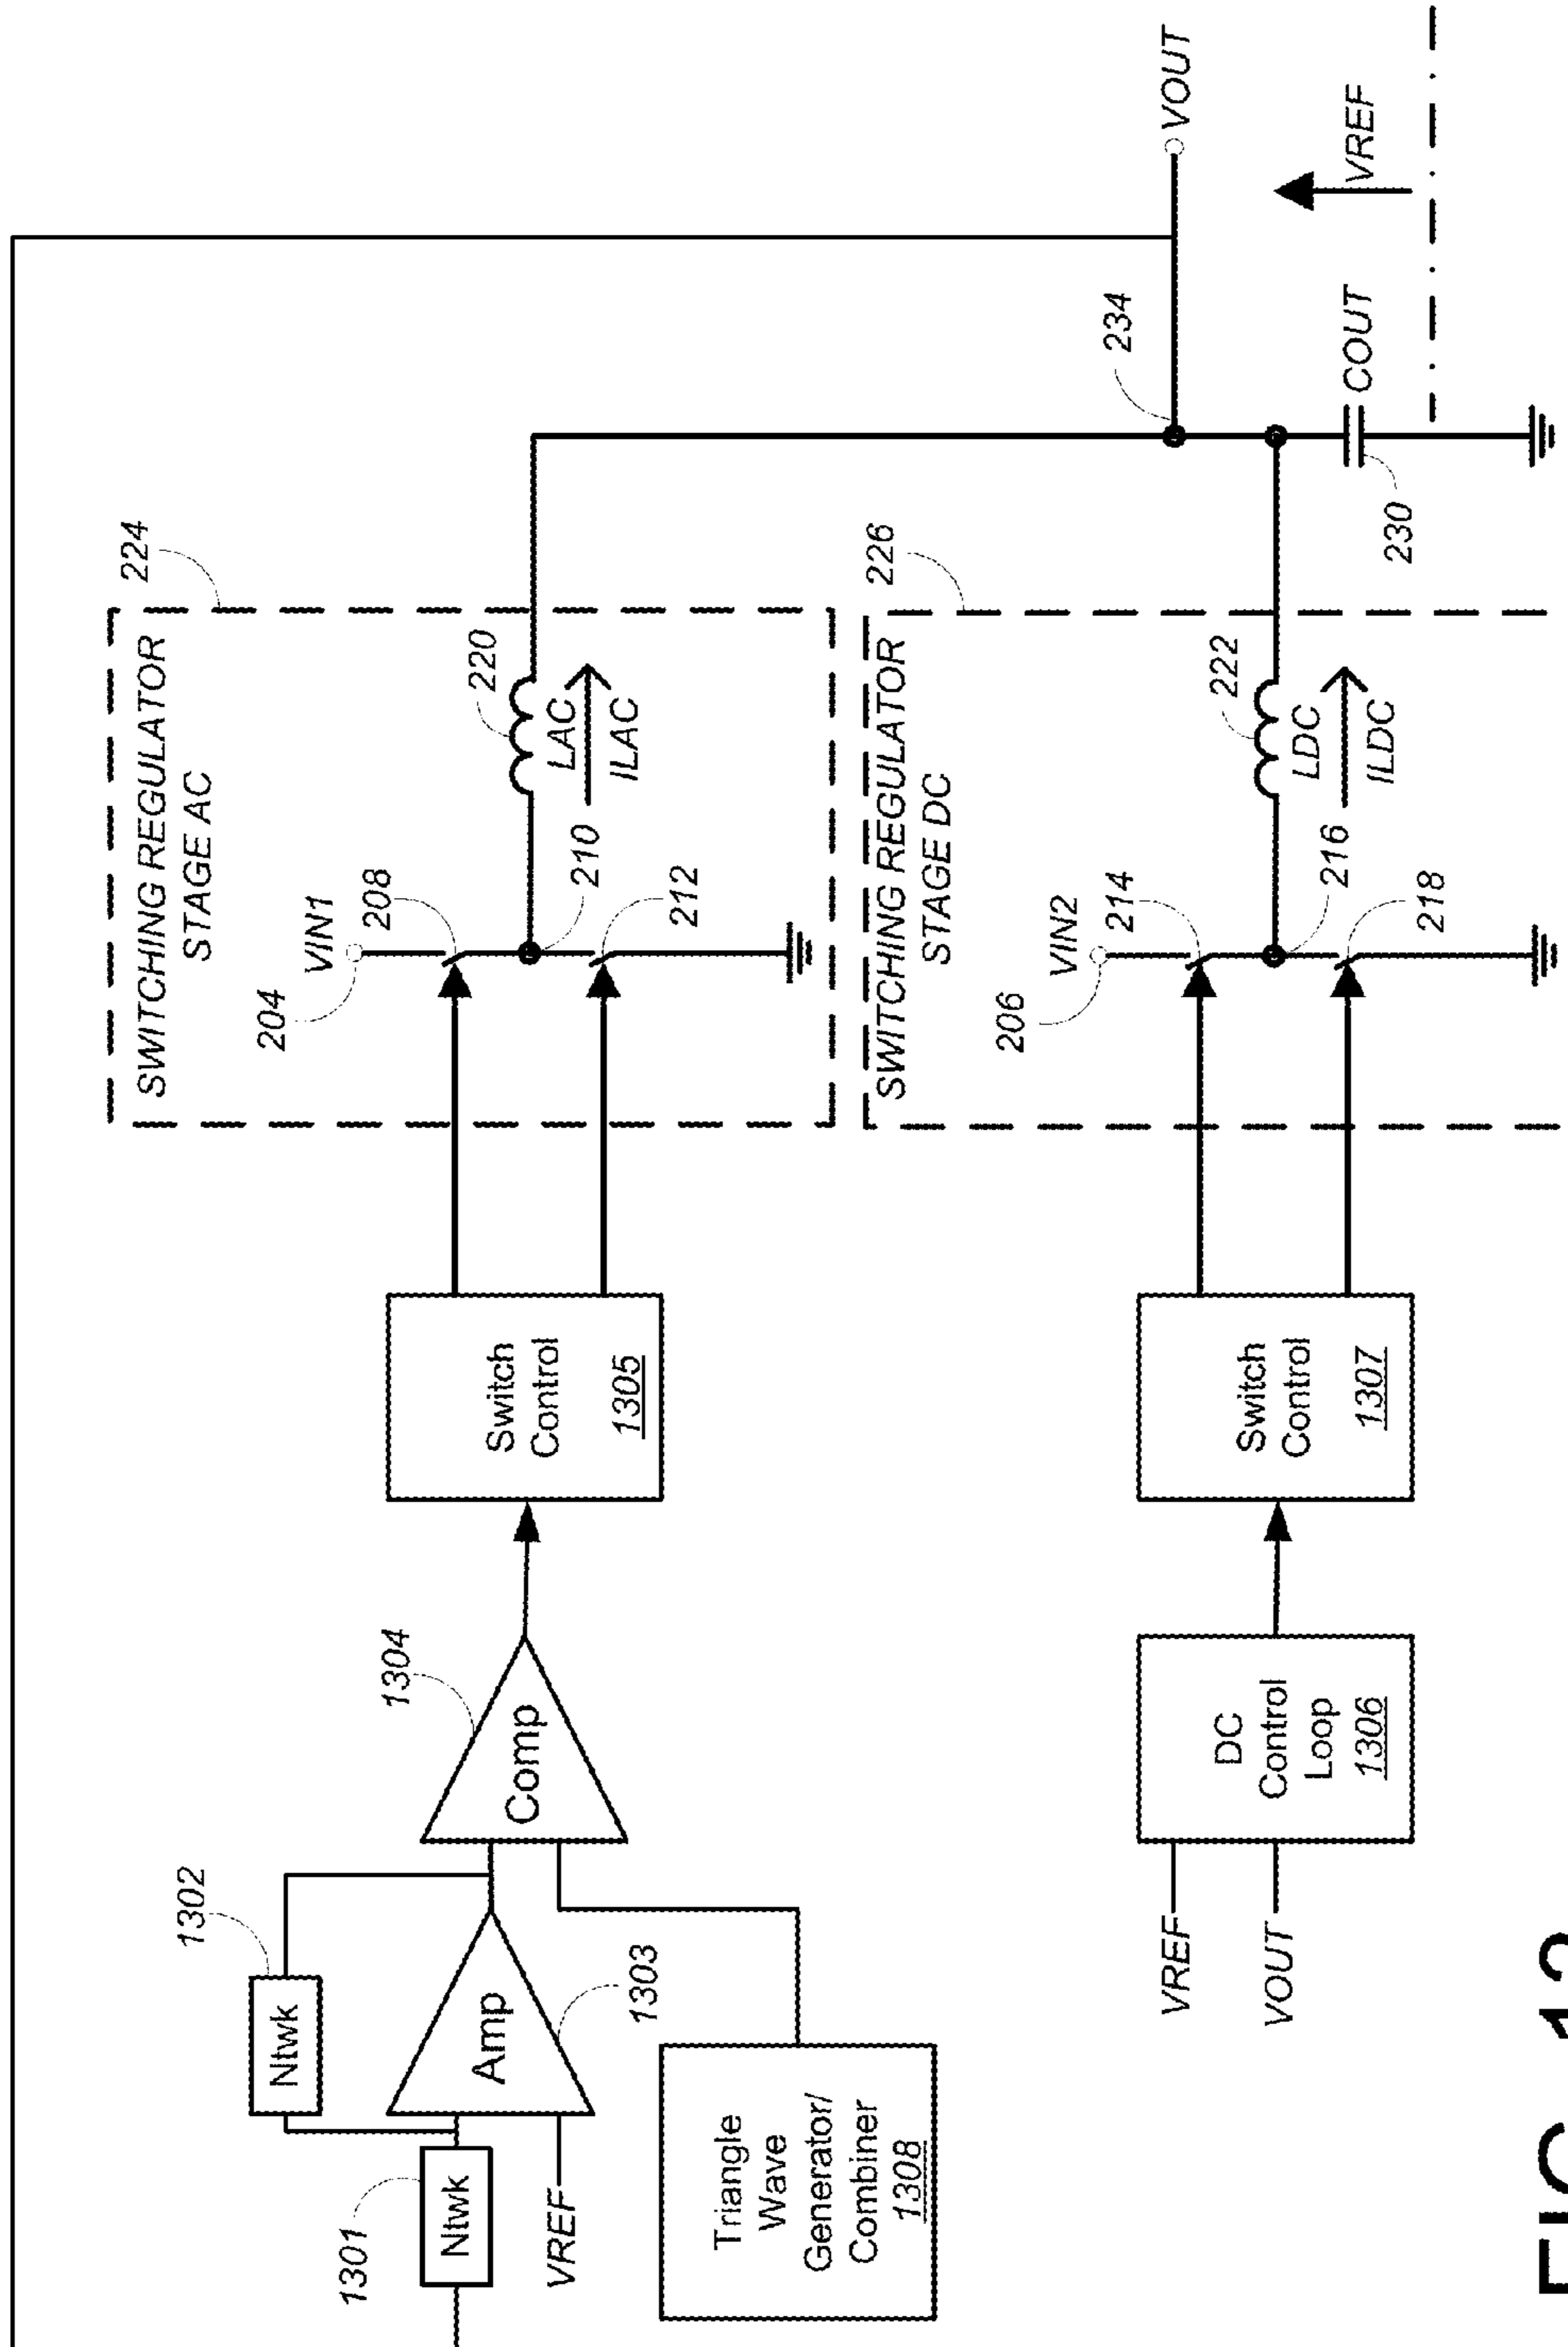 224
SWITCHING REGULATOR
STAGE AC
VIN1
204
208
210
212
220
LAC
ILAC
1301
Ntwk
1302
Ntwk
Amp
1303
VREF
Comp
1304
Switch
Control
1305
Triangle
Wave
Generator/
Combiner
1308
234
VOUT
226
SWITCHING REGULATOR
STAGE DC
VIN2
206
214
216
218
222
LDC
ILDC
VREF
VOUT
DC
Control
Loop
1306
Switch
Control
1307
COUT
230
VREF